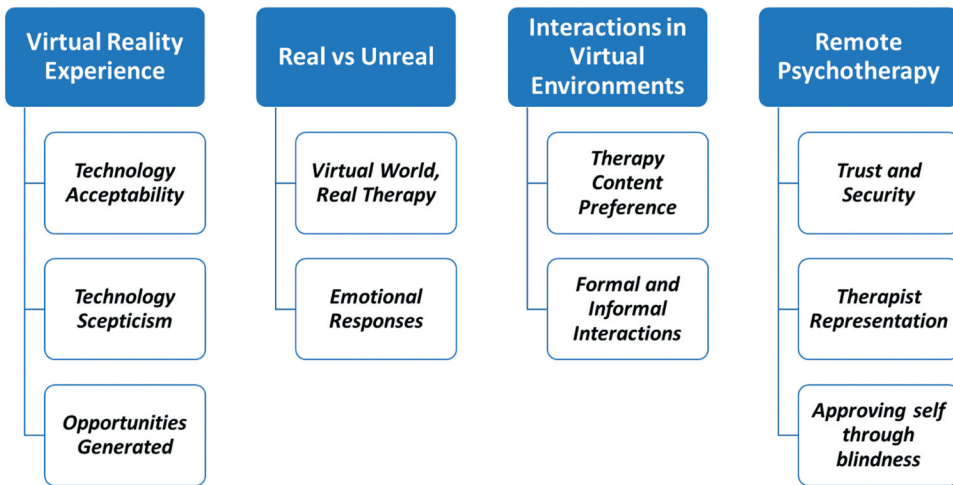 Virtual Reality
Experience
Technology
Acceptability
Technology
Scepticism
Opportunities
Generated
Real vs Unreal
Virtual World,
Real Therapy
Emotional
Responses
Interactions in
Virtual
Environments
Therapy
Content
Preference
Formal and
Informal
Interactions
Remote
Psychotherapy
Trust and
Security
Therapist
Representation
Approving self
through
blindness